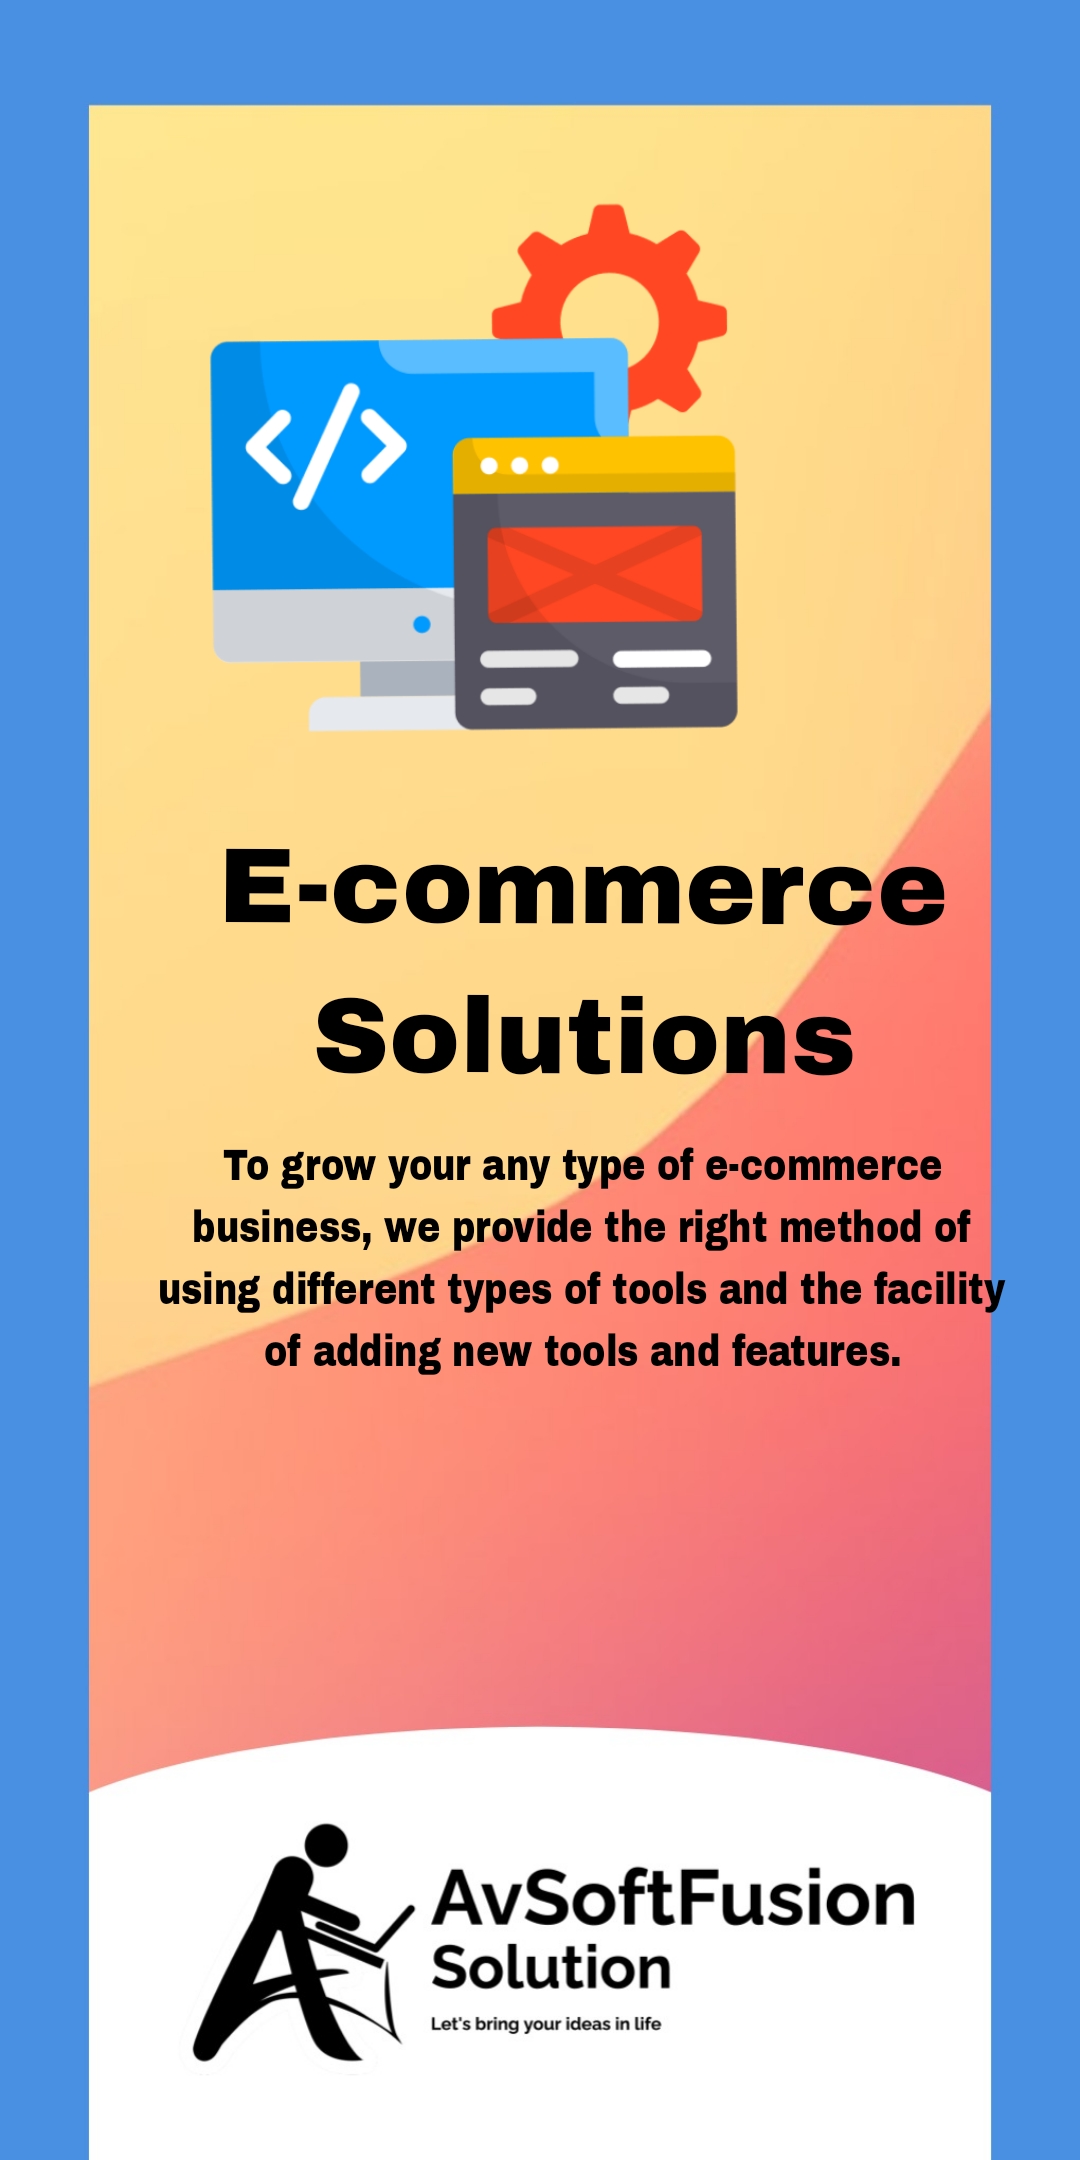 E-commerce
Solutions
To grow your any type of e-commerce
business, we provide the right method of
using different types of tools and the facility
of adding new tools and features.
AvSoftFusion
Solution
Let's bring your ideas in life